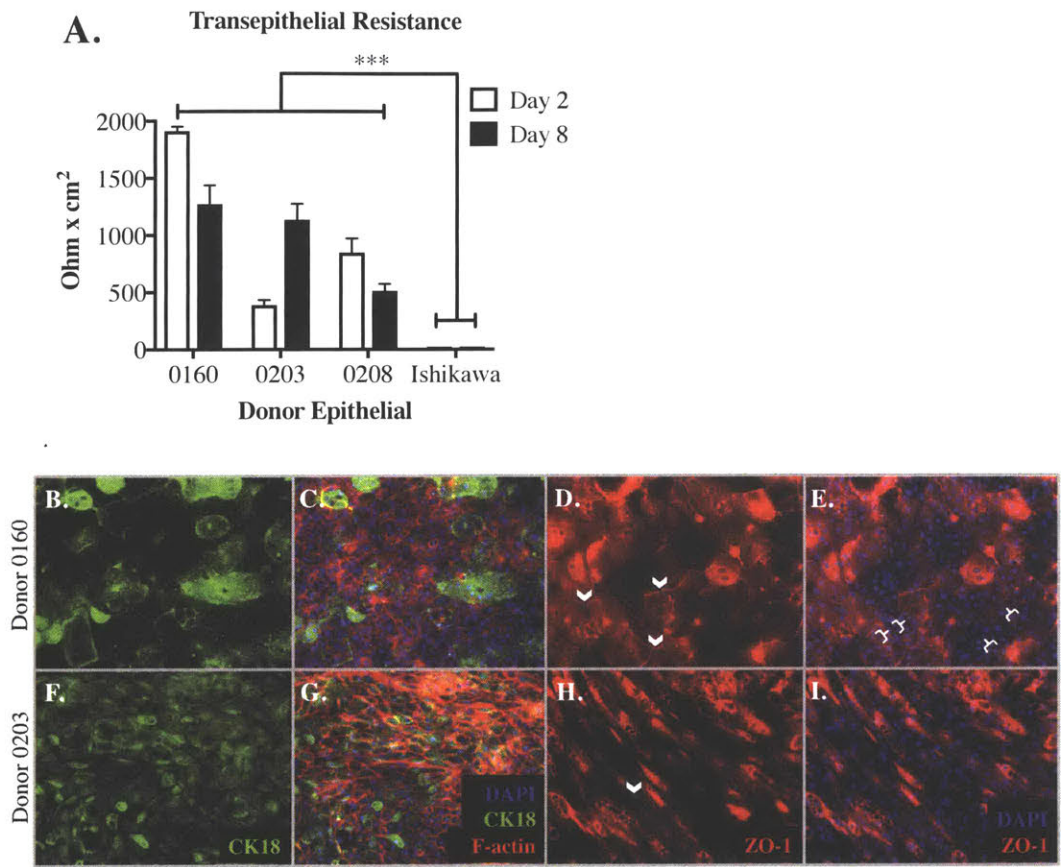 A.
Transepithelial Resistance
***
Day 2
Day 8
2000
1500
1000
500
0
Ohm x cm²
0160 0203 0208 Ishikawa
Donor Epithelial
Donor 0160
B. C. D. E.
Donor 0203
F. G. H. I.
CK18
DAPI
CK18
F-actin
ZO-1
DAPI
ZO-1